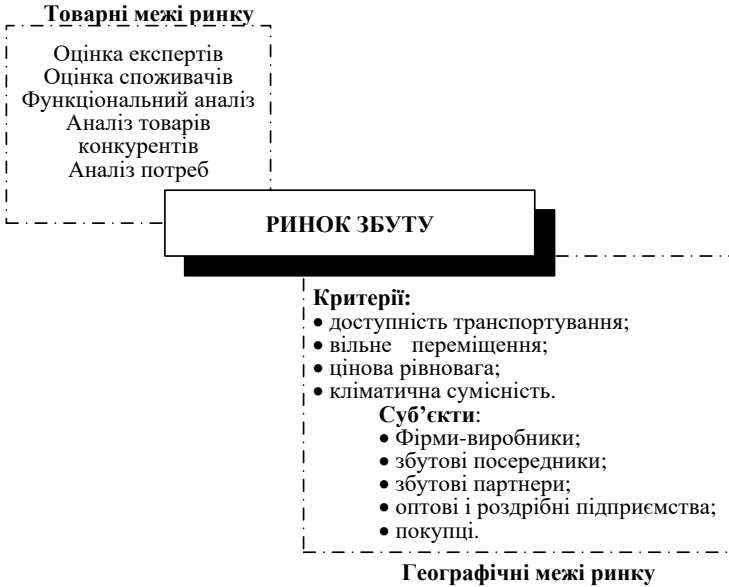 Товарні межі ринку
Оцінка експертів
Оцінка споживачів
Функціональний аналіз
Аналіз товарів
конкурентів
Аналіз потреб
РИНОК ЗБУТУ
Критерії:
• доступність транспортування;
• вільне переміщення;
• цінова рівновага;
• кліматична сумісність.
Суб’єкти:
• Фірми-виробники;
• збутові посередники;
• збутові партнери;
• оптові і роздрібні підприємства;
• покупці.
Географічні межі ринку